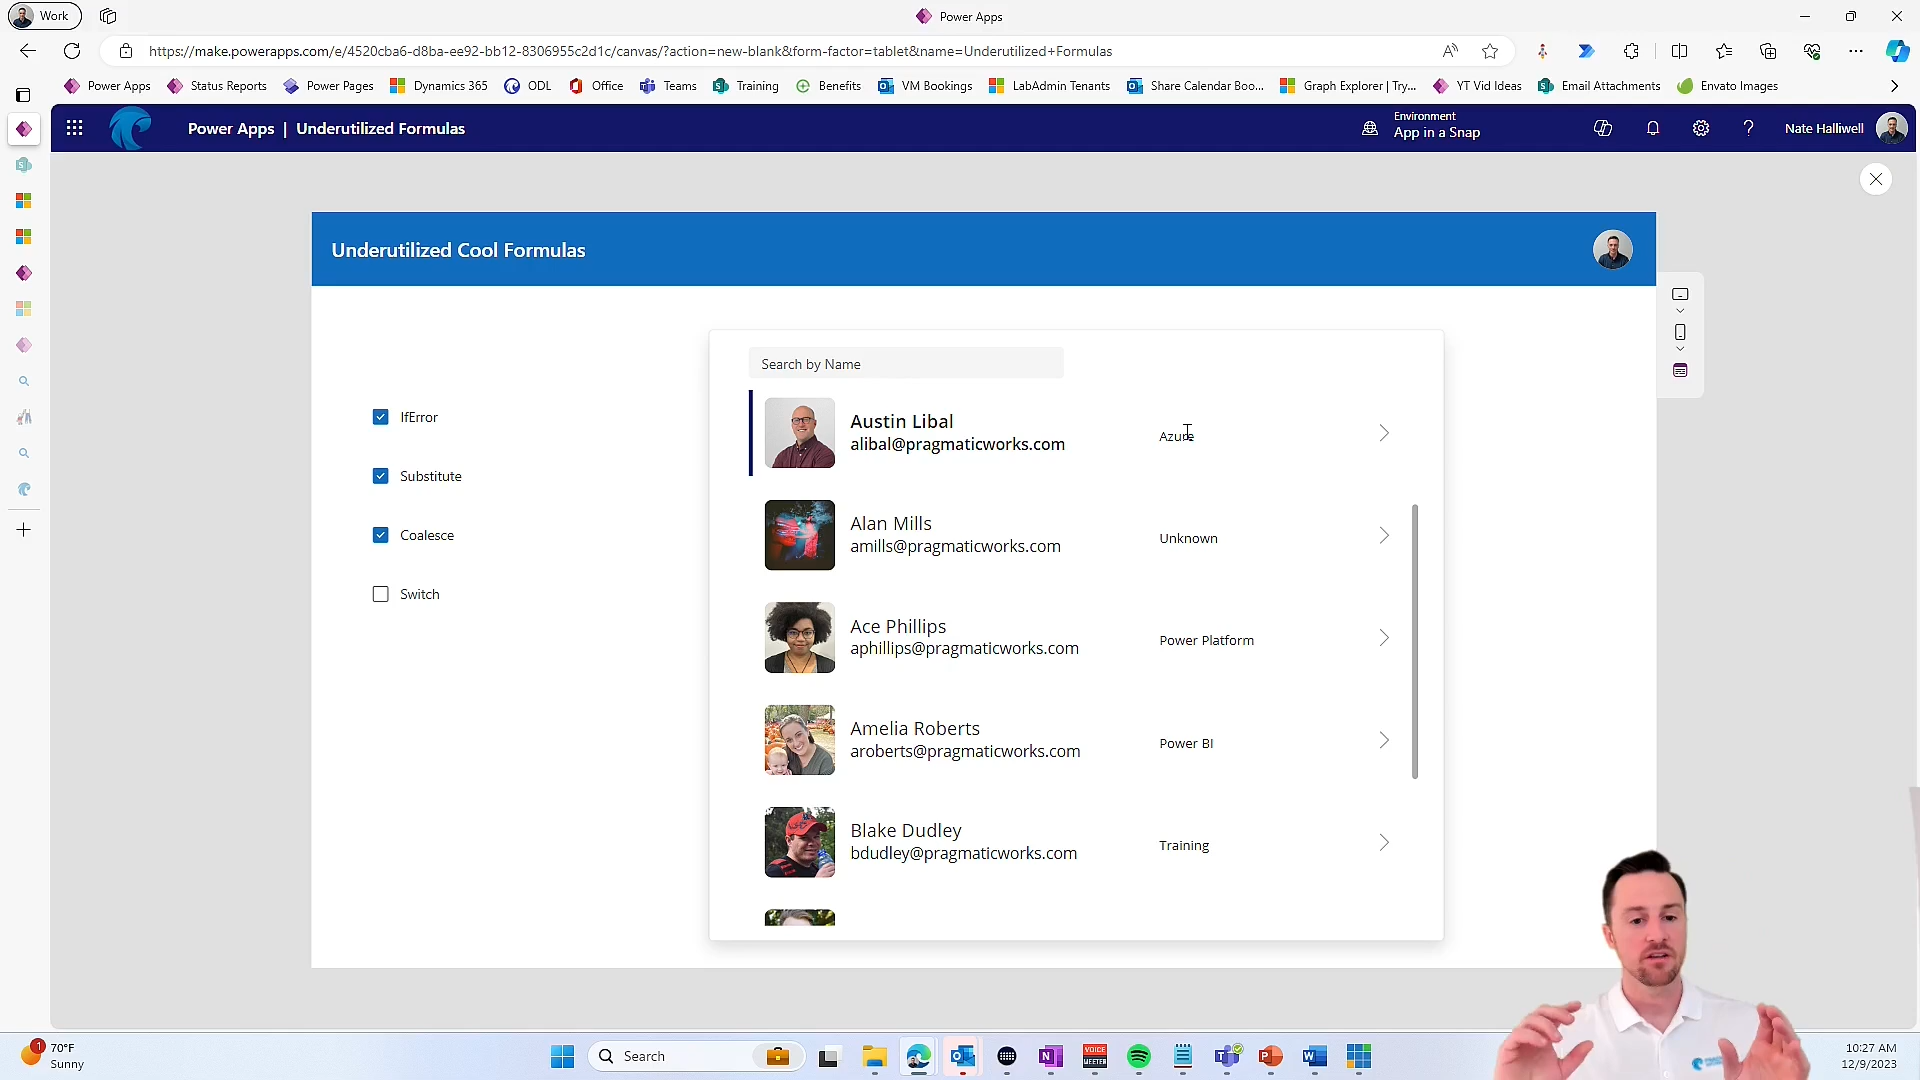 Work
Power Apps
https://make.powerapps.com/e/4520cba6-d8ba-ee92-bb12-8306955c2d1c/canvas/?action=new-blank&form-factor=tablet&name=Underutilized+Formulas
Power Apps
Status Reports
Power Pages
Dynamics 365
ODL
Office
Teams
Training
Benefits
VM Bookings
LabAdmin Tenants
Share Calendar Boo...
Graph Explorer | Try...
YT Vid Ideas
Email Attachments
Envato Images
Power Apps | Underutilized Formulas
Environment
App in a Snap
Nate Halliwell
Underutilized Cool Formulas
IfError
Substitute
Coalesce
Switch
Search by Name
Austin Libal
alibal@pragmaticworks.com
Azure
Alan Mills
amills@pragmaticworks.com
Unknown
Ace Phillips
aphillips@pragmaticworks.com
Power Platform
Amelia Roberts
aroberts@pragmaticworks.com
Power BI
Blake Dudley
bdudley@pragmaticworks.com
Training
1
70°F
Sunny
Search
VOICE
MEETER
10:27 AM
12/9/2023